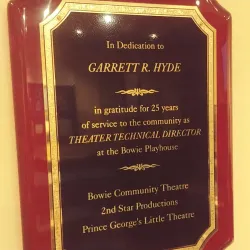 In Dedication to
GARRETT R. HYDE
in gratitude for 25 years
of service to the community as
THEATER TECHNICAL DIRECTOR
at the Bowie Playhouse
Bowie Community Theatre
2nd Star Productions
Prince George's Little Theatre